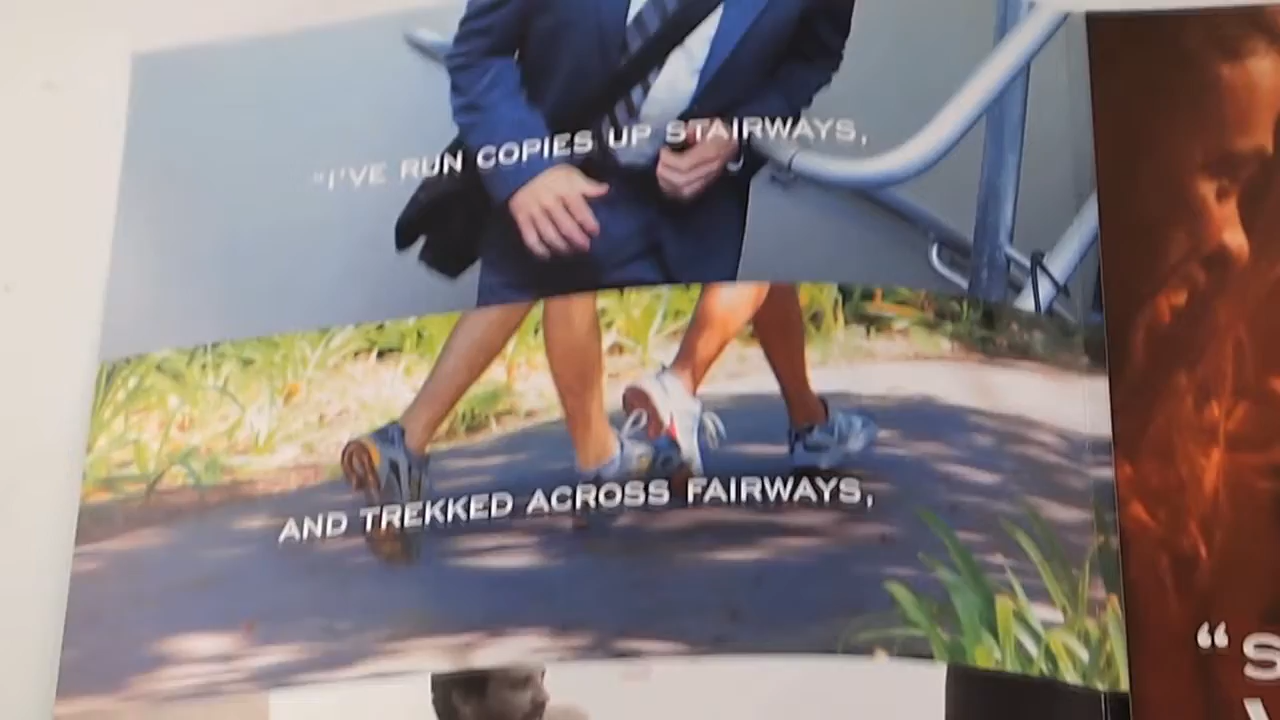 "I'VE RUN COPIES UP STAIRWAYS,
AND TREKKED ACROSS FAIRWAYS,
"S